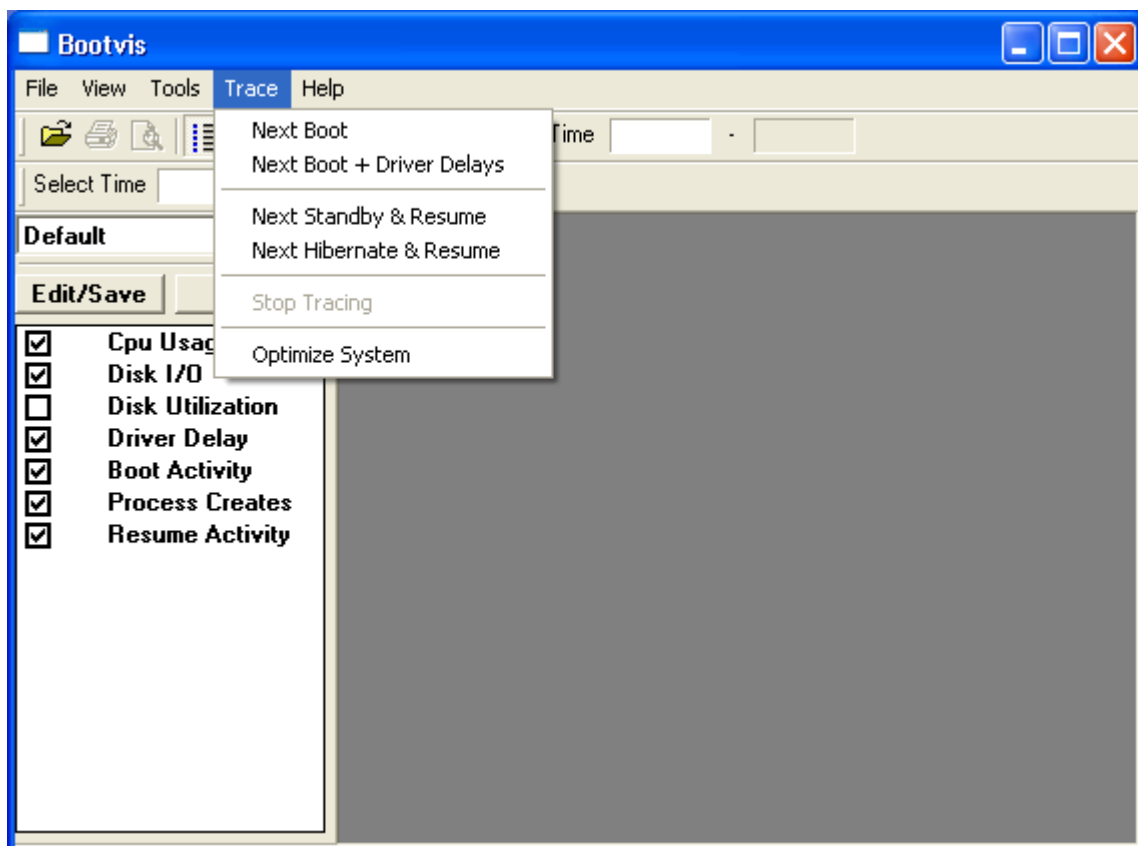 Bootvis
File View Tools Trace Help
Next Boot
Next Boot + Driver Delays
Next Standby & Resume
Next Hibernate & Resume
Stop Tracing
Optimize System
Time -
Select Time
Default
Edit/Save
Cpu
Disk I/O
Disk Utilization
Driver Delay
Boot Activity
Process Creates
Resume Activity